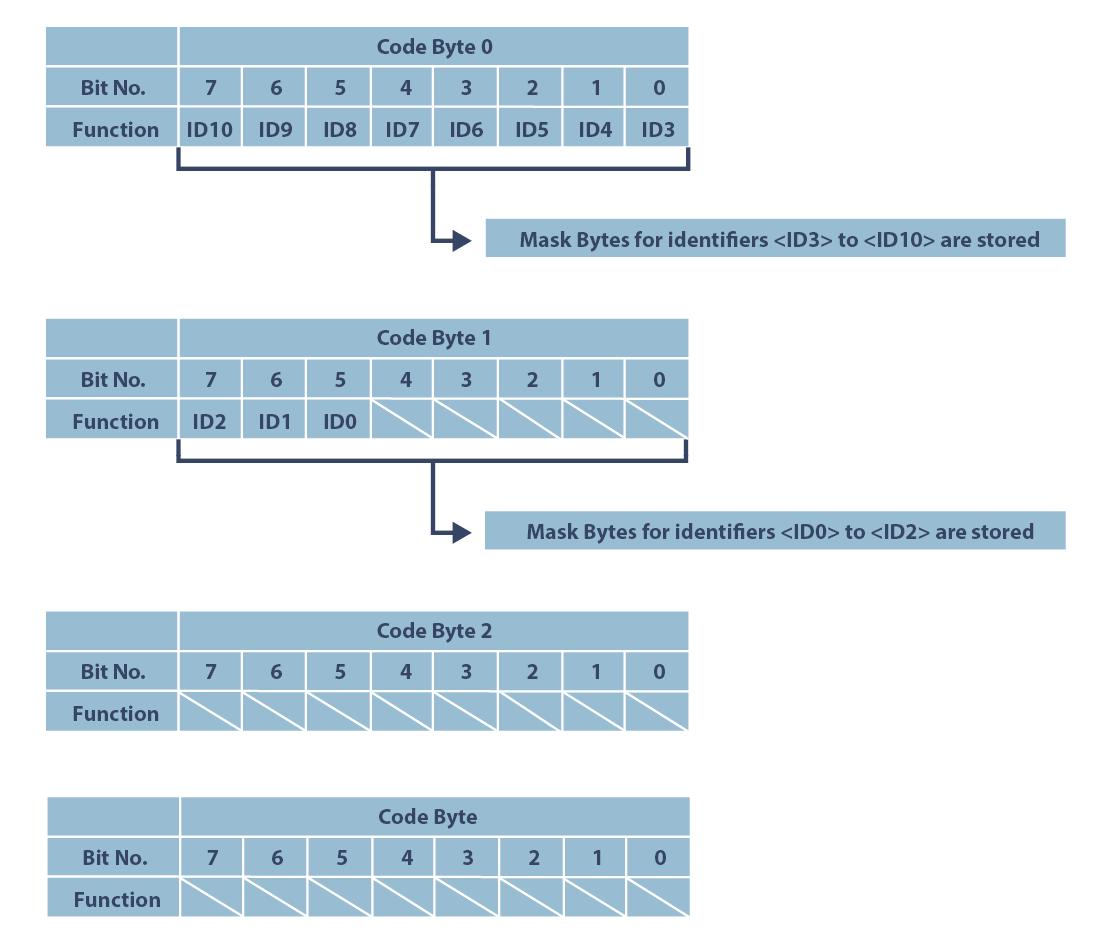 Code Byte 0
Bit No. 7 6 5 4 3 2 1 0
Function ID10 ID9 ID8 ID7 ID6 ID5 ID4 ID3
Mask Bytes for identifiers <ID3> to <ID10> are stored
Code Byte 1
Bit No. 7 6 5 4 3 2 1 0
Function ID2 ID1 ID0
Mask Bytes for identifiers <ID0> to <ID2> are stored
Code Byte 2
Bit No. 7 6 5 4 3 2 1 0
Function
Code Byte
Bit No. 7 6 5 4 3 2 1 0
Function